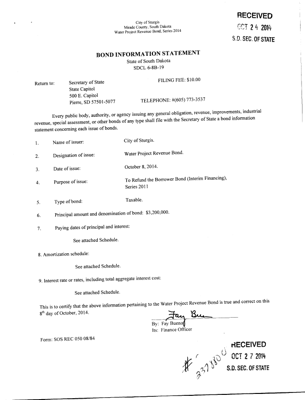 City of Sturgis
Meade County, South Dakota
Water Project Revenue Bond, Series 2014
RECEIVED
OCT 24 2014
S.D. SEC. OF STATE
BOND INFORMATION STATEMENT
State of South Dakota
SDCL 6-8B-19
Return to: Secretary of State
FILING FEE: $10.00
State Capitol
500 E. Capitol
Pierre, SD 57501-5077
TELEPHONE: #(605) 773-3537
Every public body, authority, or agency issuing any general obligation, revenue, improvements, industrial
revenue, special assessment, or other bonds of any type shall file with the Secretary of State a bond information
statement concerning each issue of bonds.
1. Name of issuer: City of Sturgis.
2. Designation of issue: Water Project Revenue Bond.
3. Date of issue: October 8, 2014.
4. Purpose of issue: To Refund the Borrower Bond (Interim Financing),
Series 2011
5. Type of bond: Taxable.
6. Principal amount and denomination of bond: $3,200,000.
7. Paying dates of principal and interest:
See attached Schedule
8. Amortization schedule:
See attached Schedule.
9. Interest rate or rates, including total aggregate interest cost:
See attached Schedule.
This is to certify that the above information pertaining to the Water Project Revenue Bond is true and correct on this
8th day of October, 2014.
By: Fay Bueno
Its: Finance Officer
Form: SOS REC 050 08/84
RECEIVED
OCT 27 2014
S.D. SEC. OF STATE